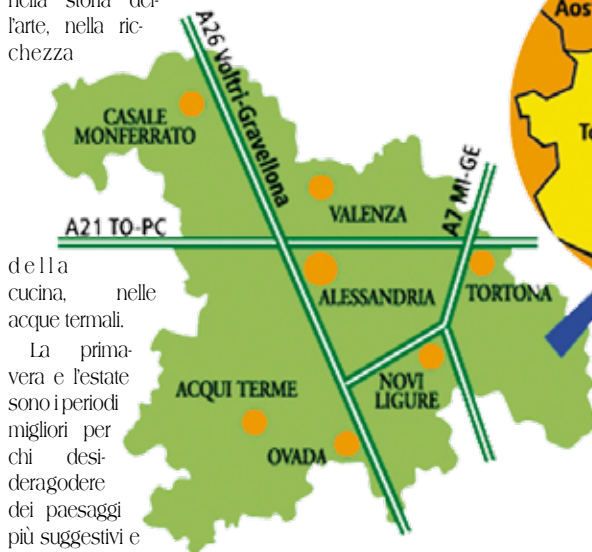 nella storia del-
l'arte, nella ric-
chezza
della
cucina, nelle
acque termali.
La prima-
vera e l'estate
sono i periodi
migliori per
chi desi-
deragodere
dei paesaggi
più suggestivi e
A26 Voltri-Gravellona
CASALE
MONFERRATO
VALENZA
A7 MI-GE
A21 TO-PC
ALESSANDRIA
TORTONA
ACQUI TERME
NOVI
LIGURE
OVADA
Aos
To